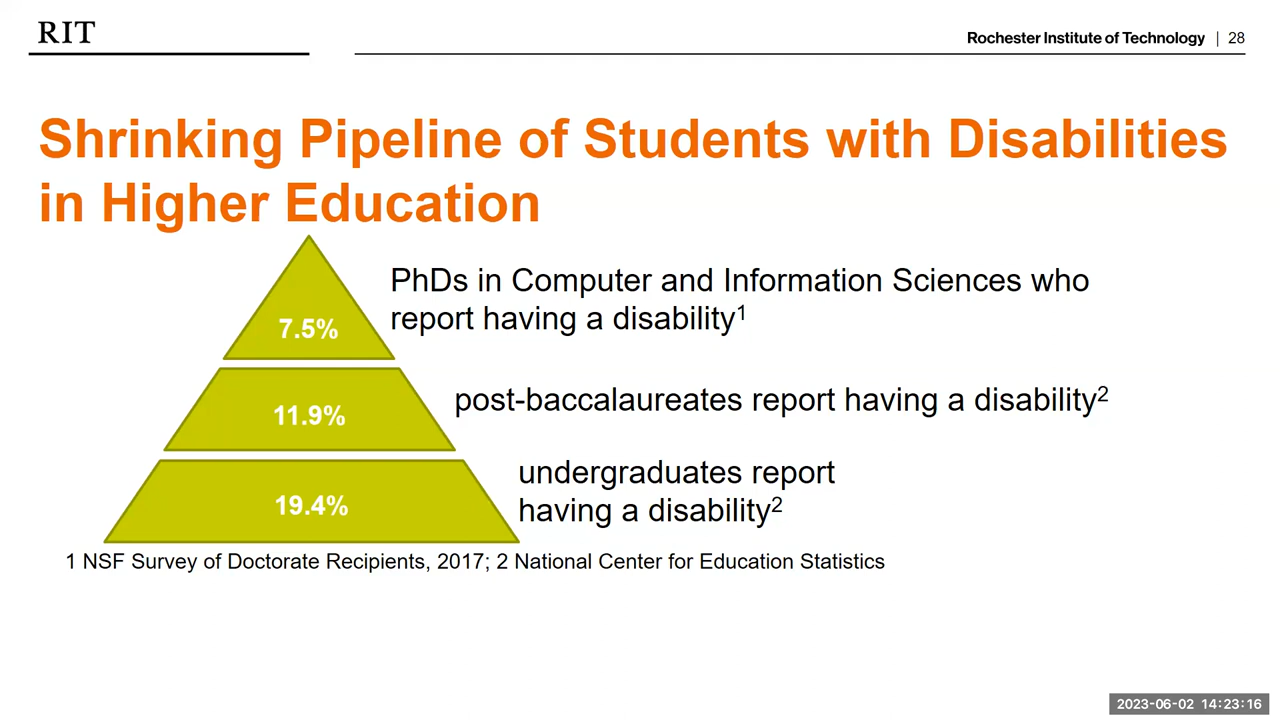 RIT
Rochester Institute of Technology | 28
Shrinking Pipeline of Students with Disabilities
in Higher Education
7.5%
PhDs in Computer and Information Sciences who
report having a disability¹
11.9%
post-baccalaureates report having a disability²
19.4%
undergraduates report
having a disability²
1 NSF Survey of Doctorate Recipients, 2017; 2 National Center for Education Statistics
2023-06-02 14:23:16